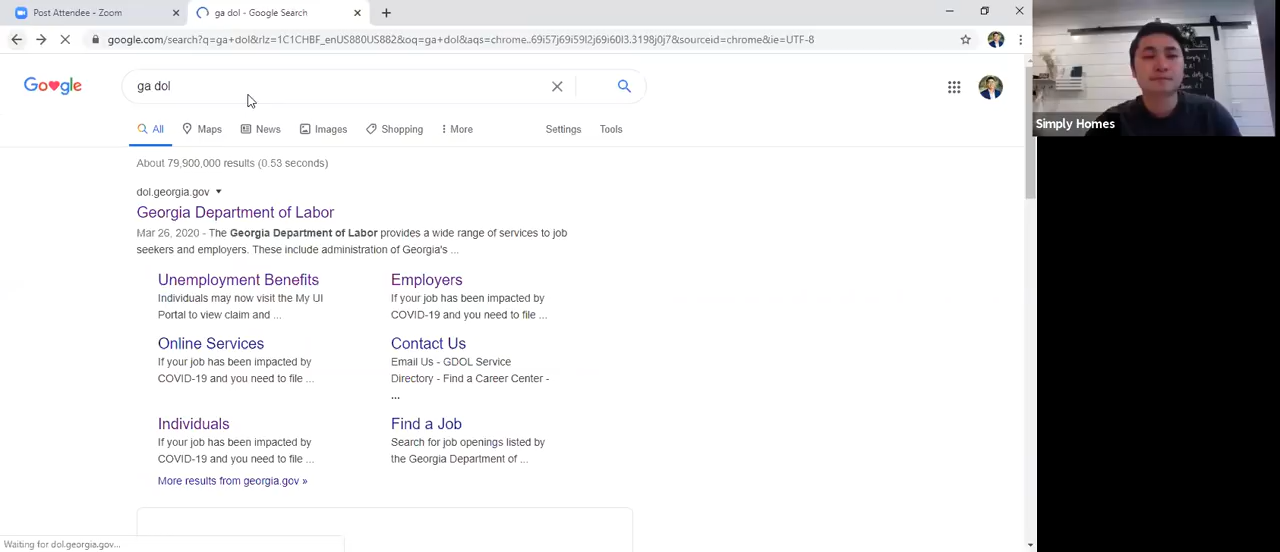 Post Attendee - Zoom
ga dol - Google Search
google.com/search?q=ga+dol&rlz=1C1CHBF_enUS880US882&oq=ga+dol&aqs=chrome..69i57j69i59l2j69i60l3.3198j0j7&sourceid=chrome&ie=UTF-8
Google
ga dol
All
Maps
News
Images
Shopping
More
Settings
Tools
About 79,900,000 results (0.53 seconds)
dol.georgia.gov
Georgia Department of Labor
Mar 26, 2020 - The Georgia Department of Labor provides a wide range of services to job
seekers and employers. These include administration of Georgia's ...
Unemployment Benefits
Individuals may now visit the My UI
Portal to view claim and ...
Employers
If your job has been impacted by
COVID-19 and you need to file ...
Online Services
If your job has been impacted by
COVID-19 and you need to file ...
Contact Us
Email Us - GDOL Service
Directory - Find a Career Center -
...
Individuals
If your job has been impacted by
COVID-19 and you need to file ...
Find a Job
Search for job openings listed by
the Georgia Department of ...
More results from georgia.gov »
Waiting for dol.georgia.gov...
Simply Homes